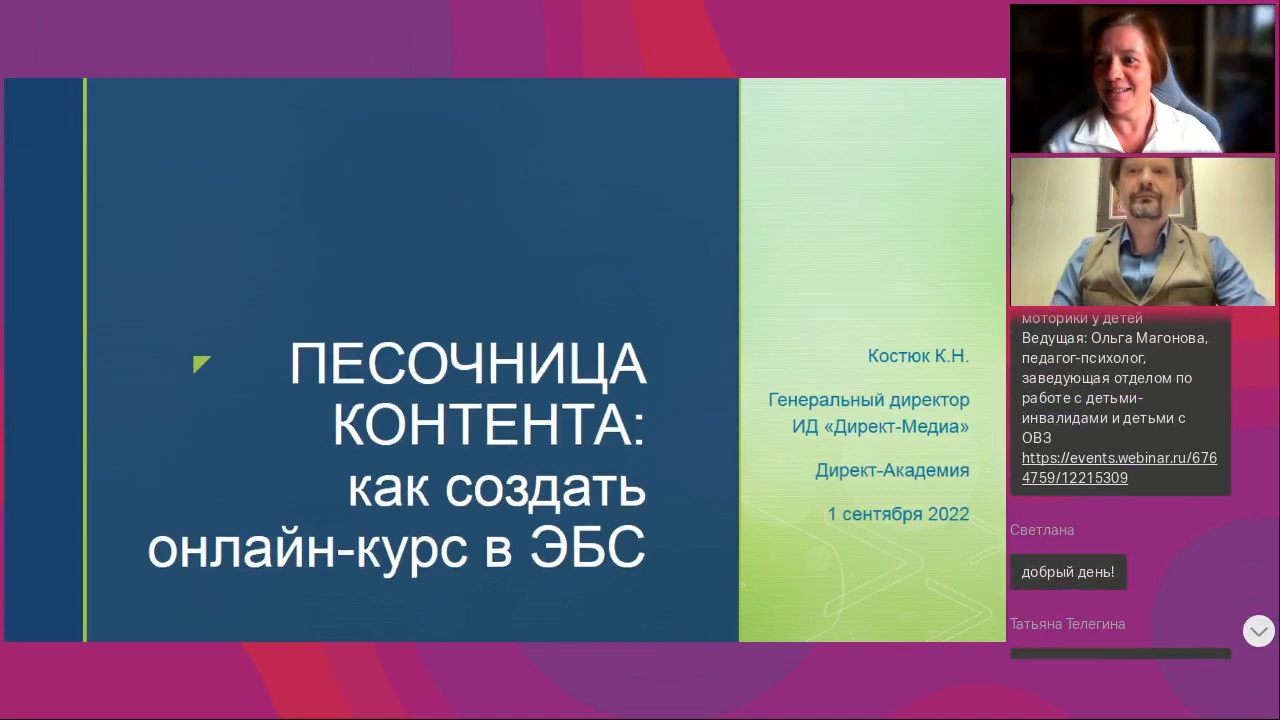 ПЕСОЧНИЦА
КОНТЕНТА:
как создать
онлайн-курс в ЭБС
Костюк К.Н.
Генеральный директор
ИД «Директ-Медиа»
Директ-Академия
1 сентября 2022
моторики у детей
Ведущая: Ольга Магонова,
педагог-психолог,
заведующая отделом по
работе с детьми-
инвалидами и детьми с
ОВЗ
https://events.webinar.ru/676
4759/12215309
Светлана
добрый день!
Татьяна Телегина